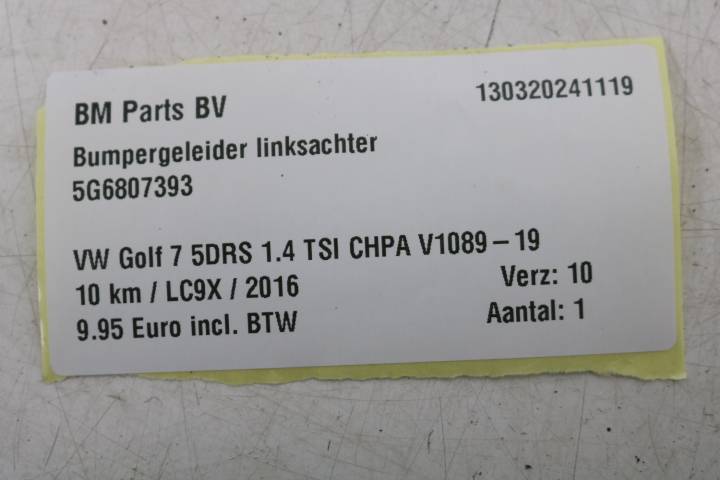 BM Parts BV 130320241119
Bumpergeleider linksachter
5G6807393
VW Golf 7 5DRS 1.4 TSI CHPA V1089-19
10 km / LC9X / 2016 Verz: 10
9.95 Euro incl. BTW Aantal: 1